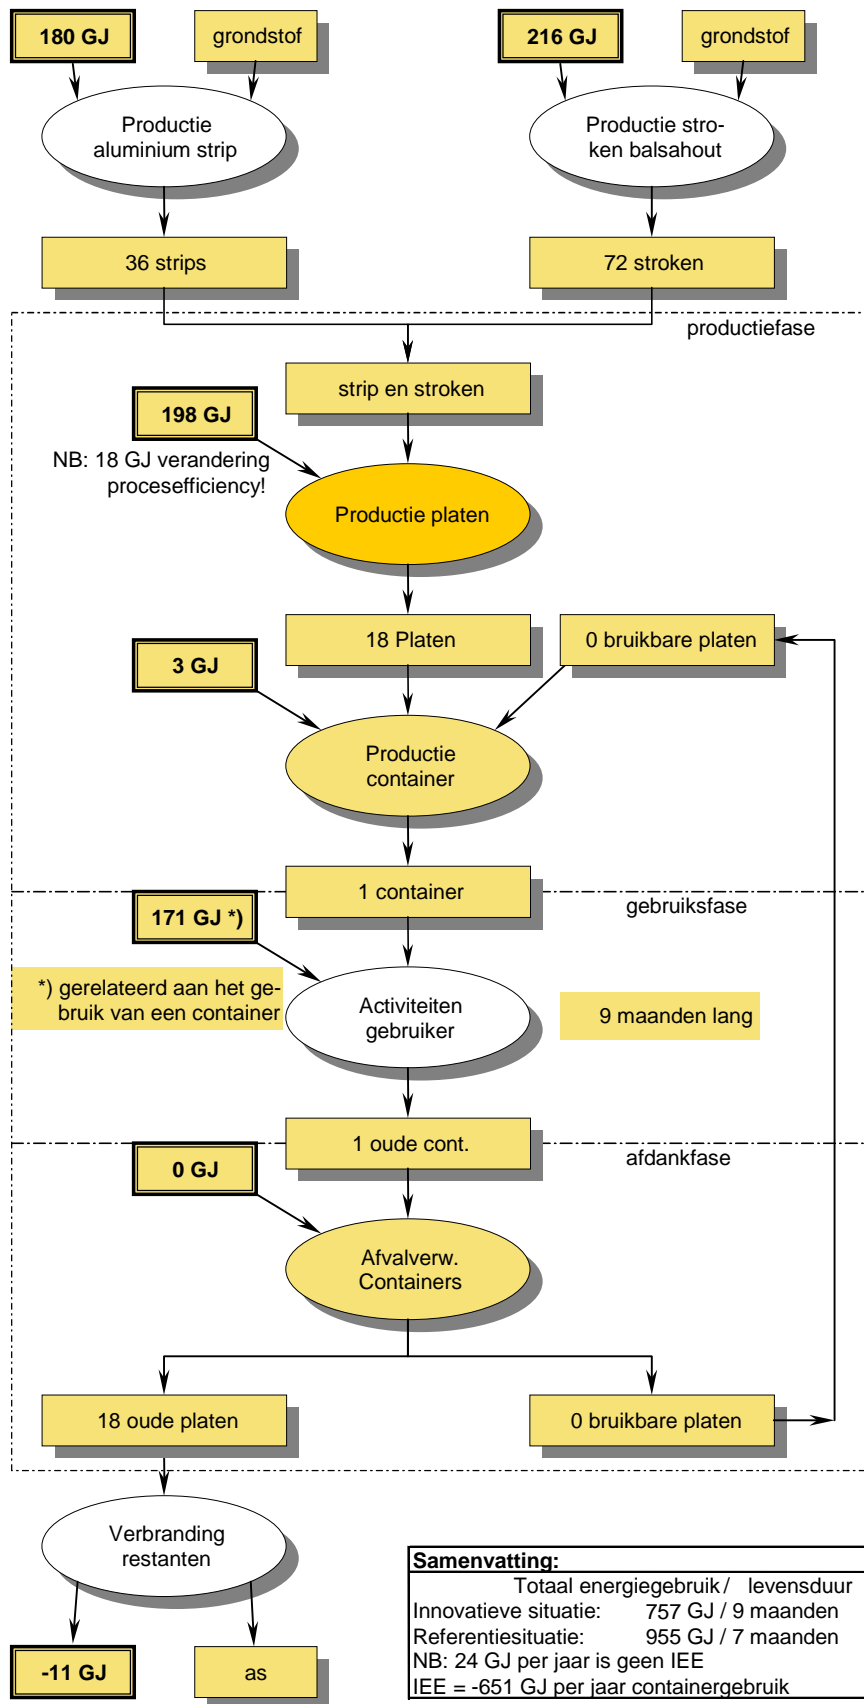 180 GJ
grondstof
216 GJ
grondstof
Productie
aluminium strip
Productie stro-
ken balsahout
36 strips
72 stroken
productiefase
strip en stroken
198 GJ
NB: 18 GJ verandering
procesefficiency!
Productie platen
18 Platen
0 bruikbare platen
3 GJ
Productie
container
1 container
gebruiksfase
171 GJ *)
*) gerelateerd aan het ge-
bruik van een container
Activiteiten
gebruiker
9 maanden lang
1 oude cont.
afdankfase
0 GJ
Afvalverw.
Containers
18 oude platen
0 bruikbare platen
Verbranding
restanten
-11 GJ
as
Samenvatting:
Totaal energiegebruik / levensduur
Innovatieve situatie: 757 GJ / 9 maanden
Referentiesituatie: 955 GJ / 7 maanden
NB: 24 GJ per jaar is geen IEE
IEE = -651 GJ per jaar containergebruik